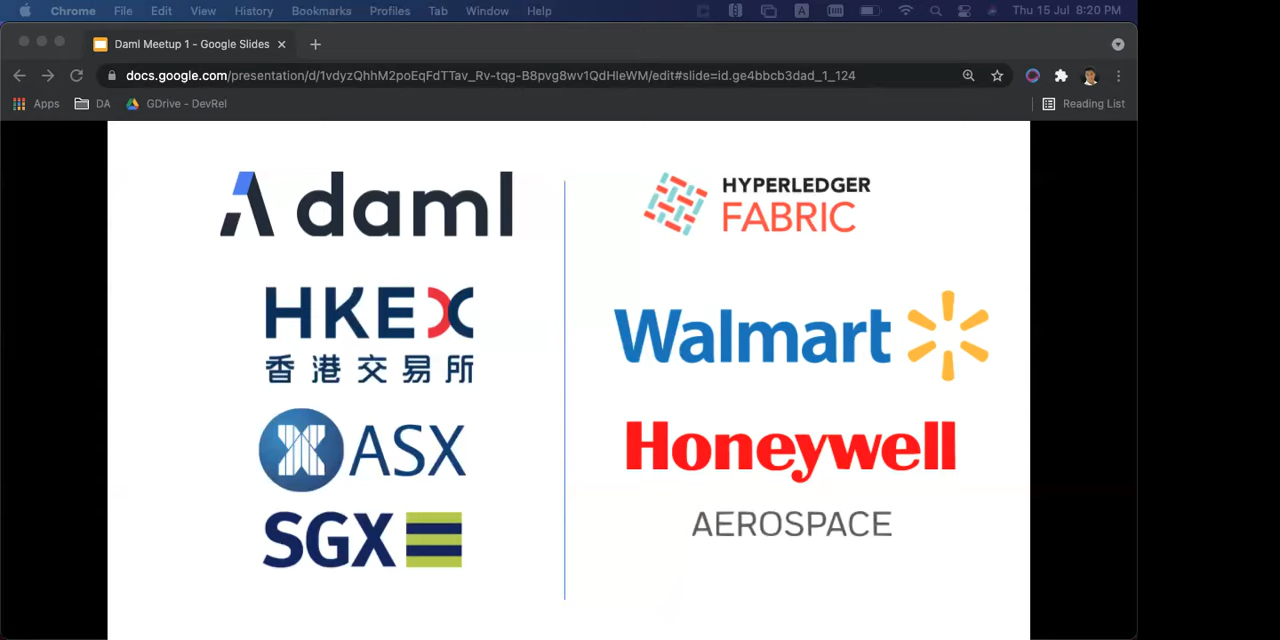 Chrome File Edit View History Bookmarks Profiles Tab Window Help A Thu 15 Jul 8:20 PM
Daml Meetup 1 - Google Slides
docs.google.com/presentation/d/1vdyzQhhM2poEqFdTTav_Rv-tqg-B8pvg8wv1QdHIeWM/edit#slide=id.ge4bbcb3dad_1_124
Apps DA GDrive - DevRel Reading List
daml
HKEX
香港交易所
ASX
SGX
HYPERLEDGER
FABRIC
Walmart
Honeywell
AEROSPACE